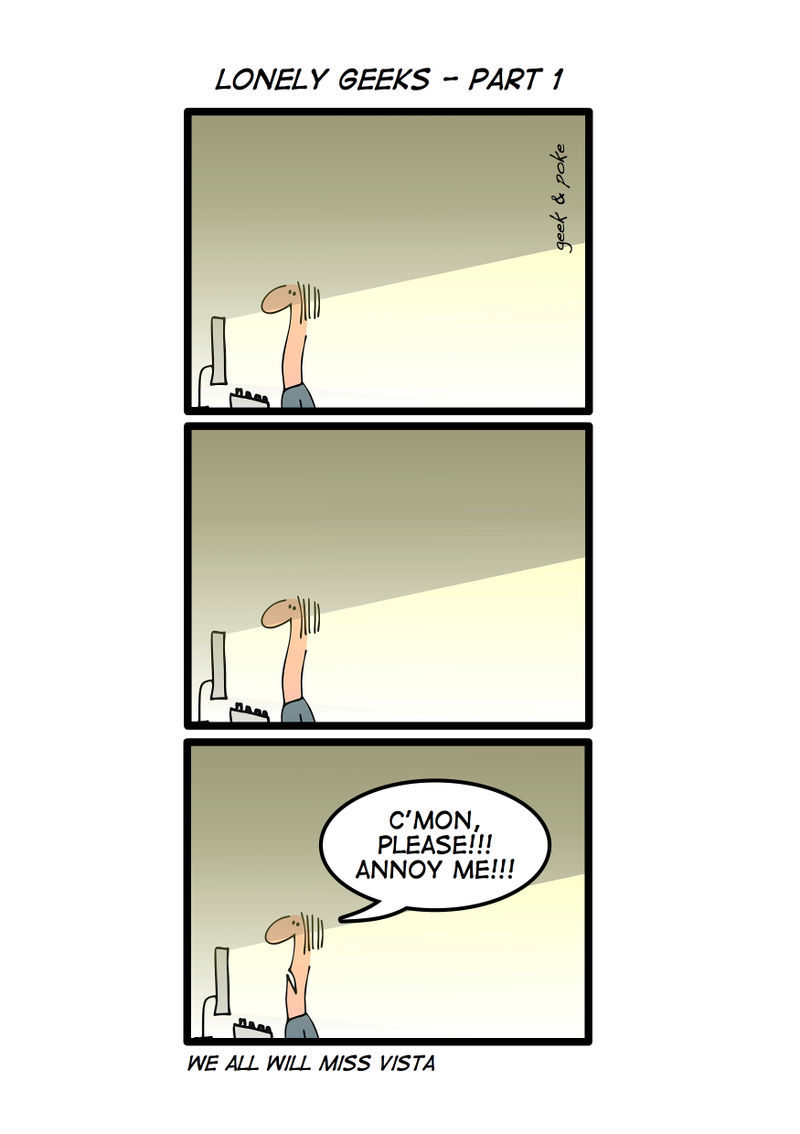 LONELY GEEKS - PART 1
geek & poke
C'MON,
PLEASE!!!
ANNOY ME!!!
WE ALL WILL MISS VISTA